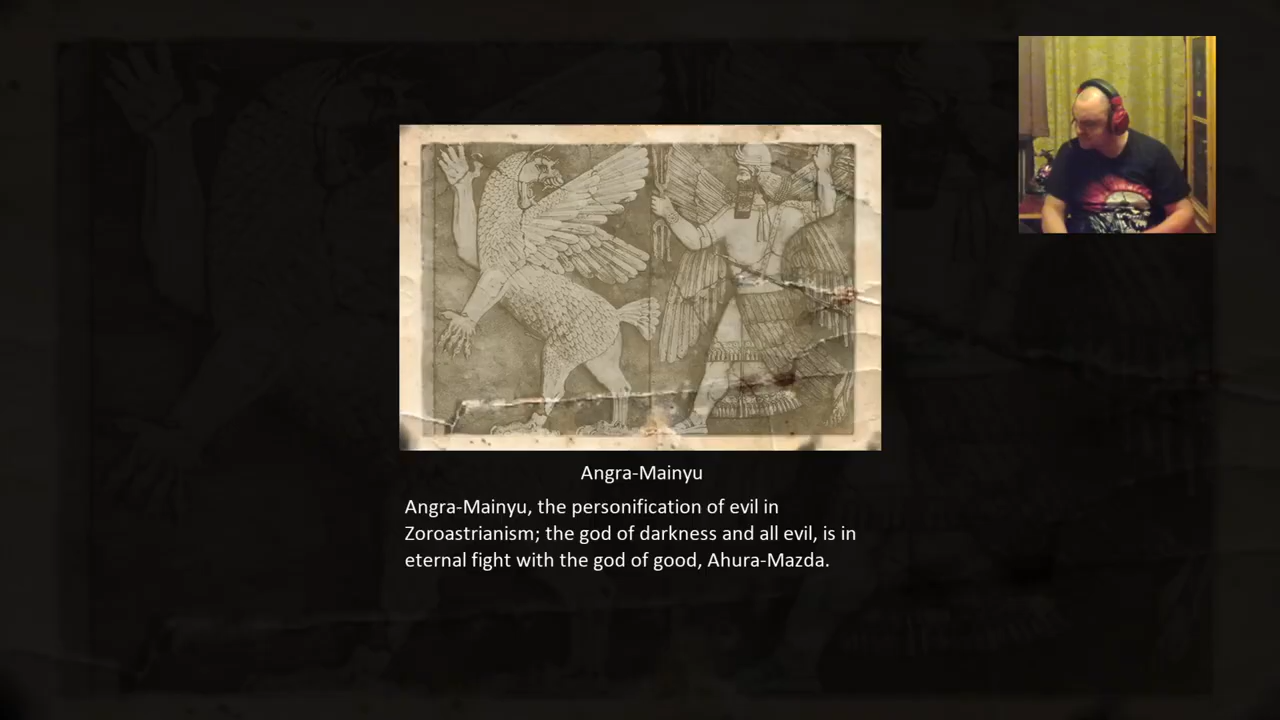 Angra-Mainyu
Angra-Mainyu, the personification of evil in
Zoroastrianism; the god of darkness and all evil, is in
eternal fight with the god of good, Ahura-Mazda.